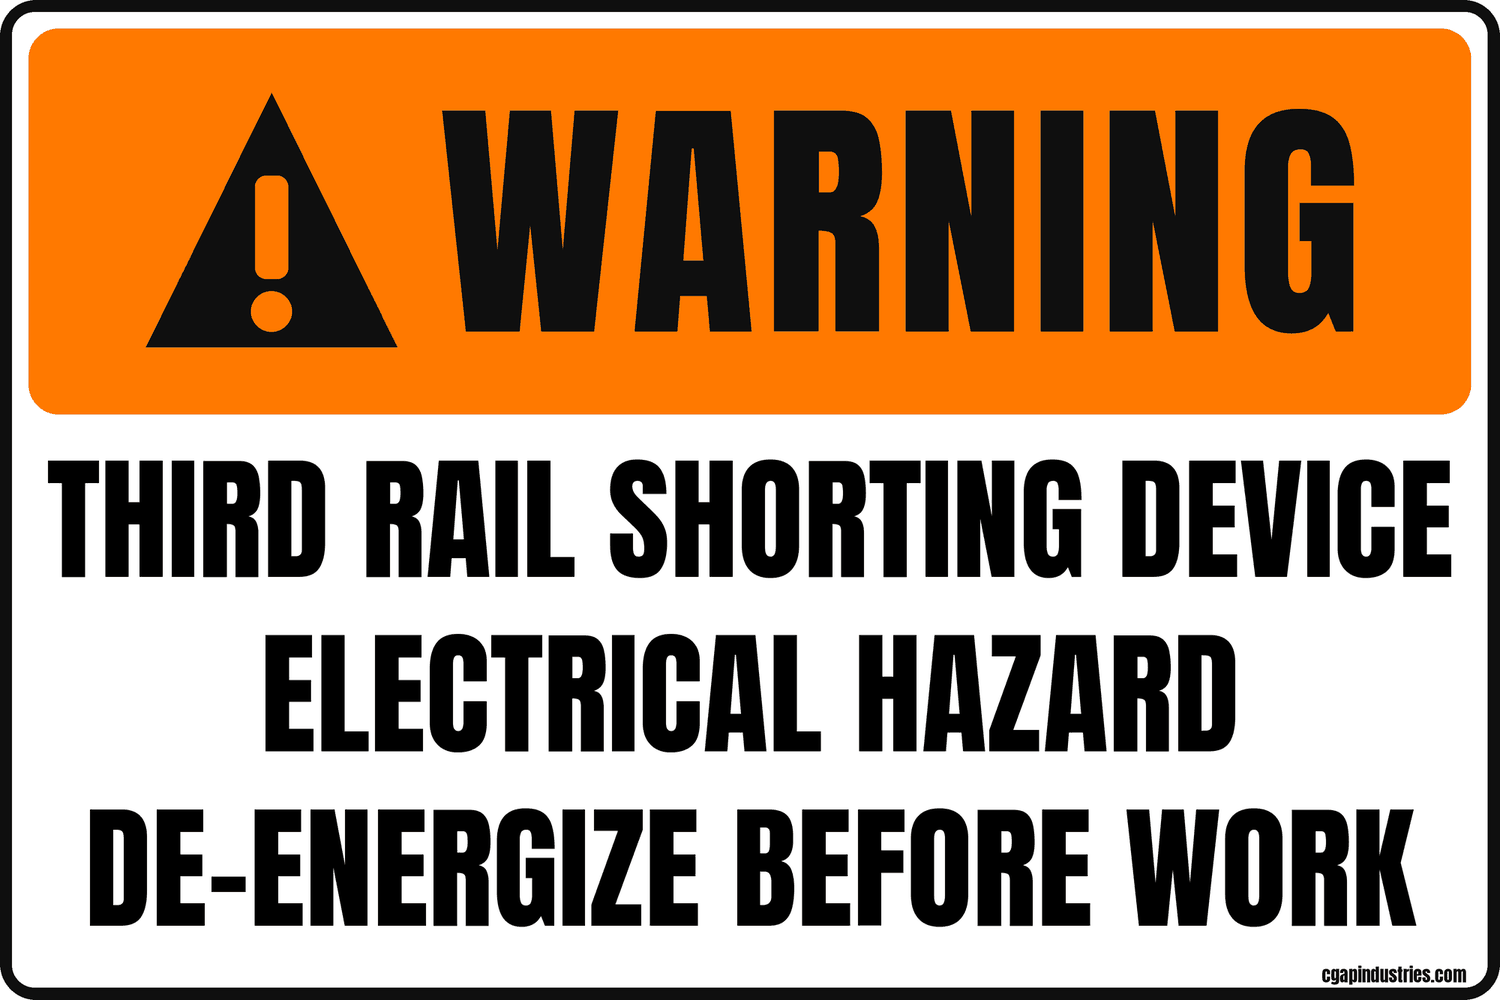 WARNING
THIRD RAIL SHORTING DEVICE
ELECTRICAL HAZARD
DE-ENERGIZE BEFORE WORK
cgapindustries.com